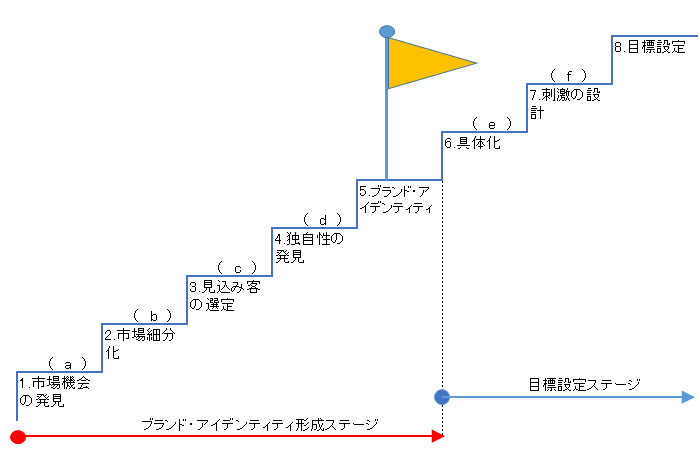 8.目標設定
( f )
7.刺激の設
計
( e )
6.具体化
5.ブランド・ア
イデンティティ
( d )
4.独自性の
発見
( c )
3.見込み客
の選定
( b )
2.市場細分
化
( a )
1.市場機会
の発見
目標設定ステージ
ブランド・アイデンティティ形成ステージ